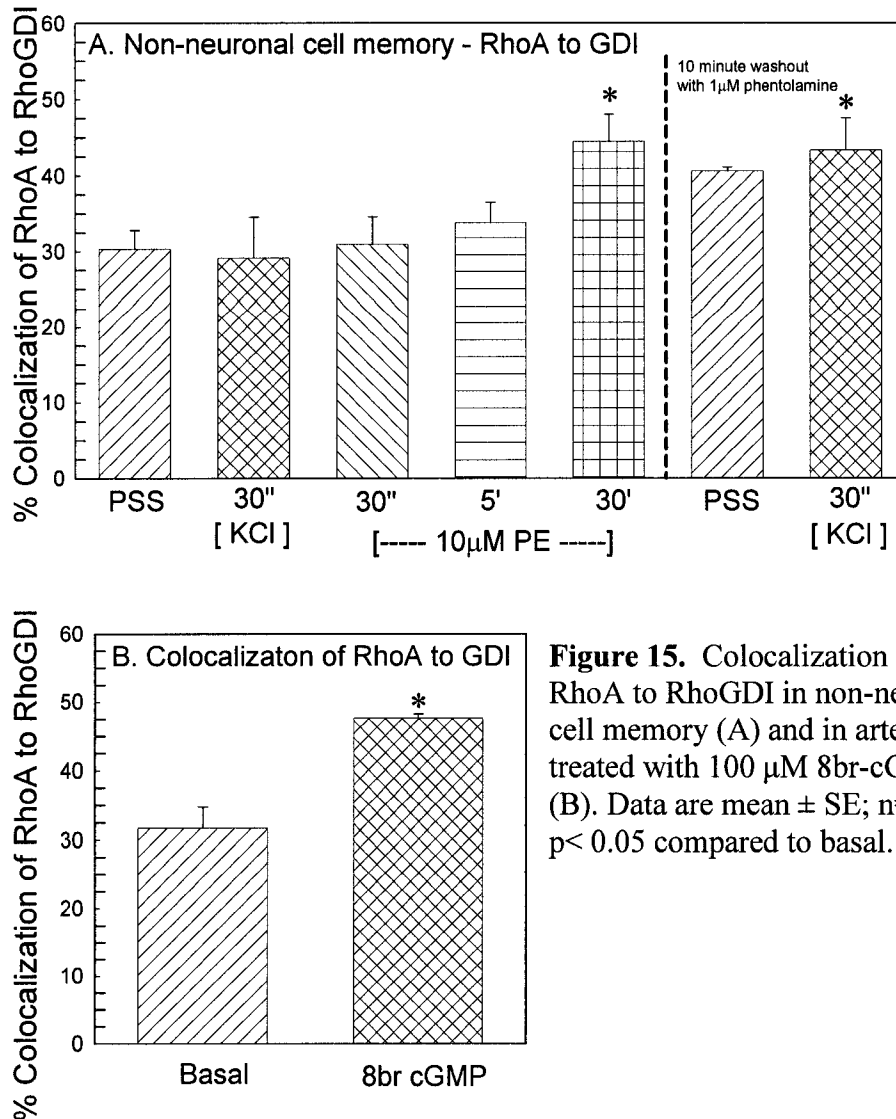 % Colocalization of RhoA to RhoGDI
A. Non-neuronal cell memory - RhoA to GDI
10 minute washout
with 1μM phentolamine
60
50
40
30
20
10
0
*
*
PSS 30" 30" 5' 30' PSS 30"
[ KCl ] [----- 10μM PE -----] [ KCl ]
% Colocalization of RhoA to RhoGDI
B. Colocalizaton of RhoA to GDI
60
50
40
30
20
10
0
*
Basal 8br cGMP
Figure 15. Colocalization
RhoA to RhoGDI in non-ne
cell memory (A) and in arte
treated with 100 μM 8br-cG
(B). Data are mean ± SE; n
p< 0.05 compared to basal.